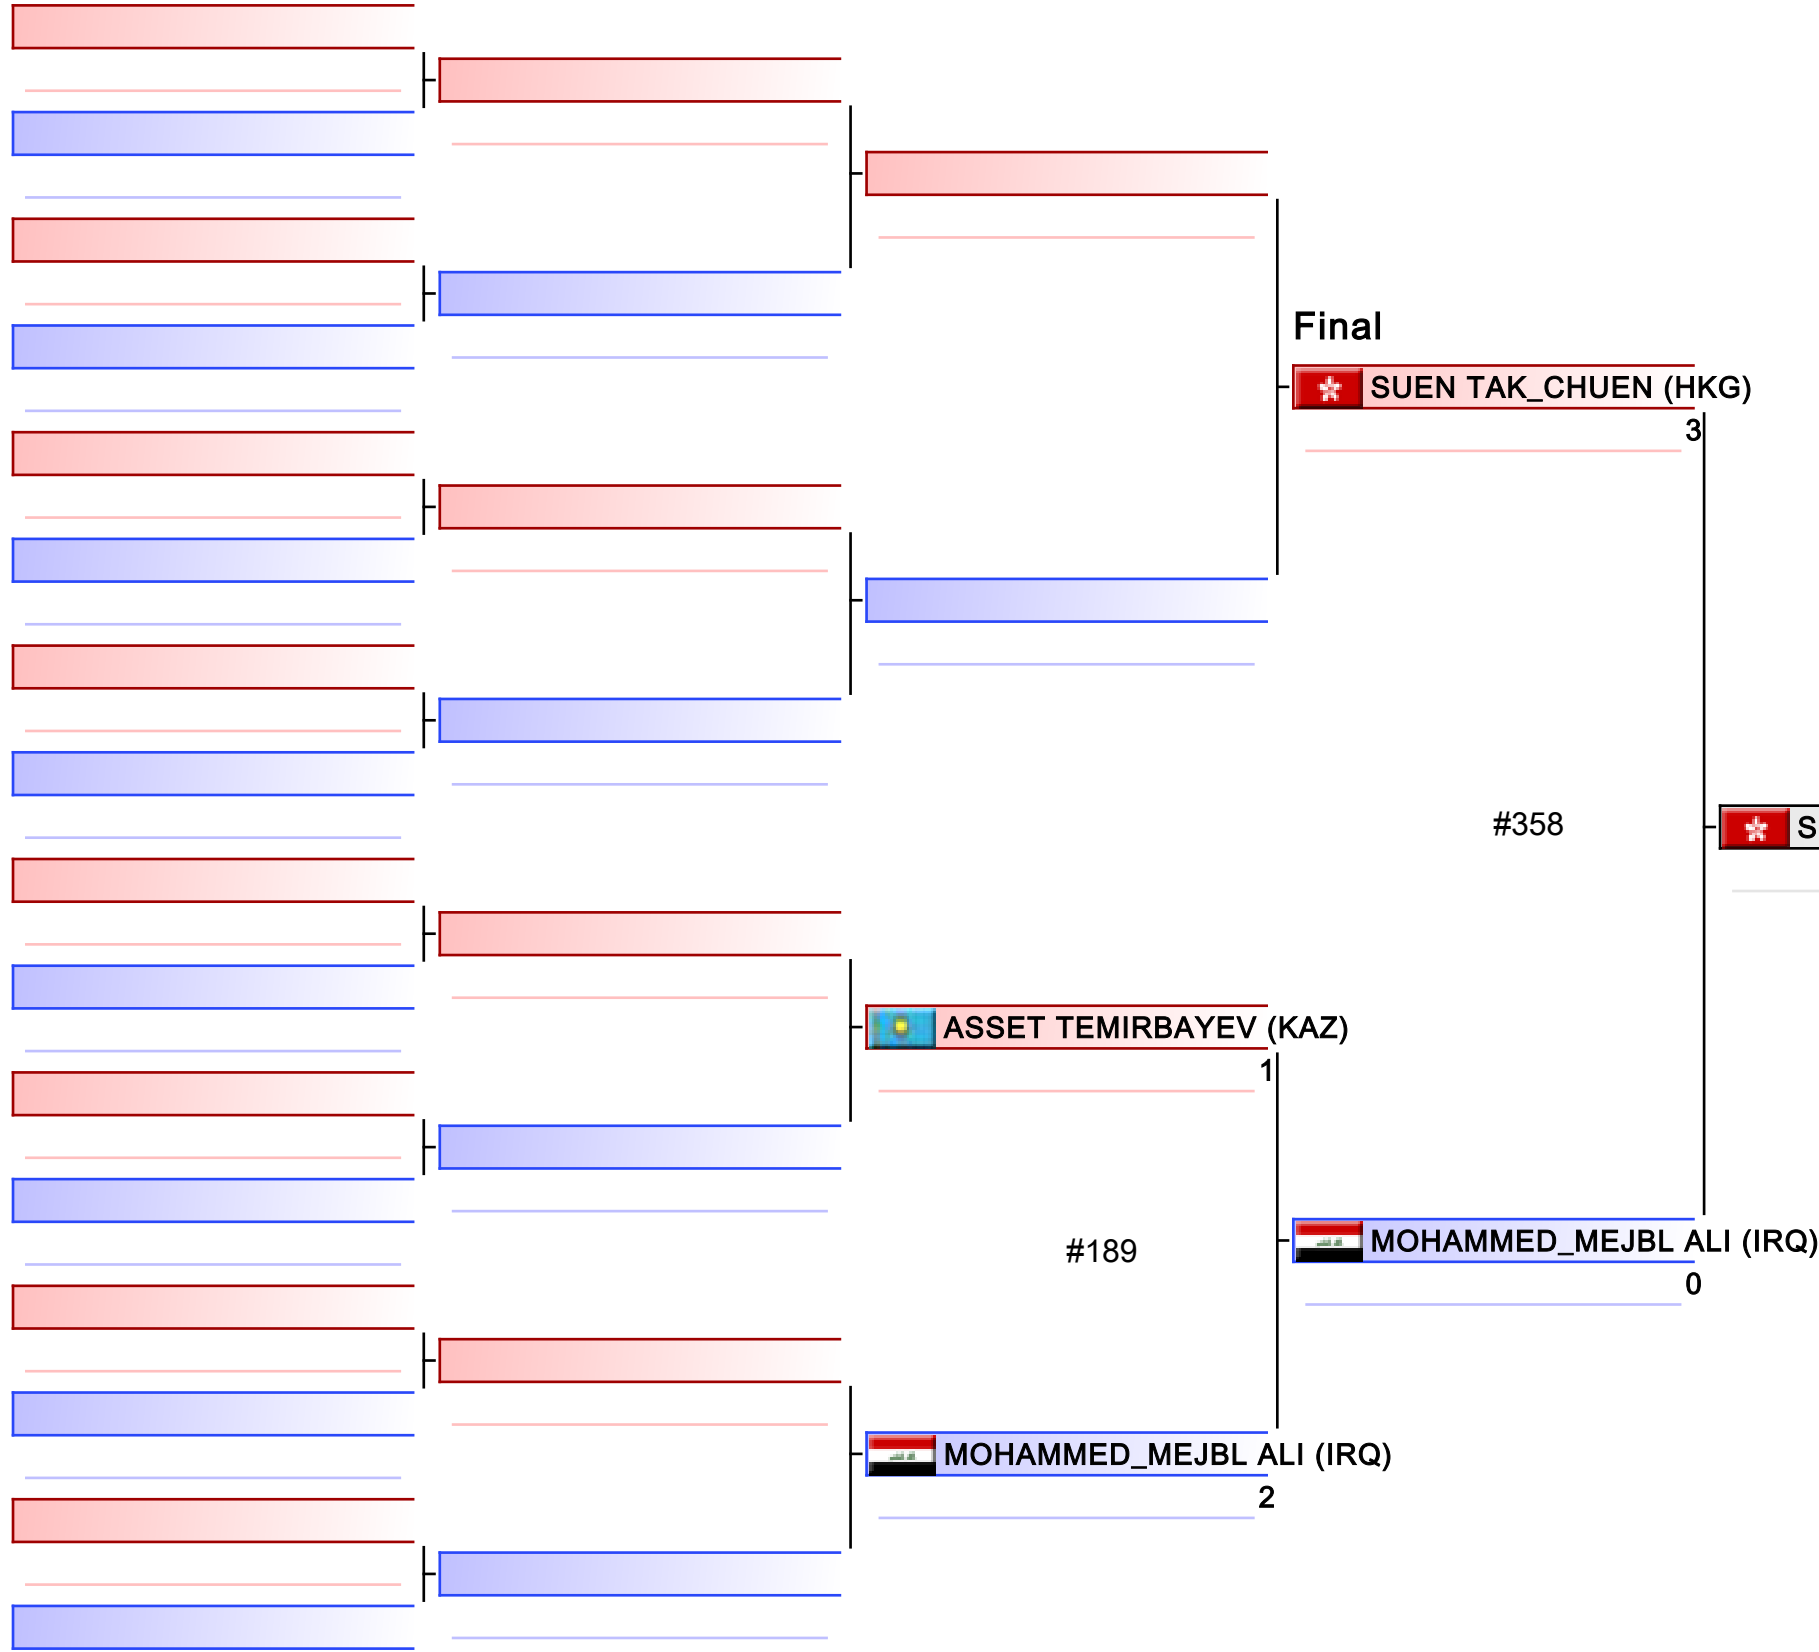 Final
SUEN TAK_CHUEN (HKG)
3
#358
S
ASSET TEMIRBAYEV (KAZ)
1
#189
MOHAMMED_MEJBL ALI (IRQ)
0
MOHAMMED_MEJBL ALI (IRQ)
2